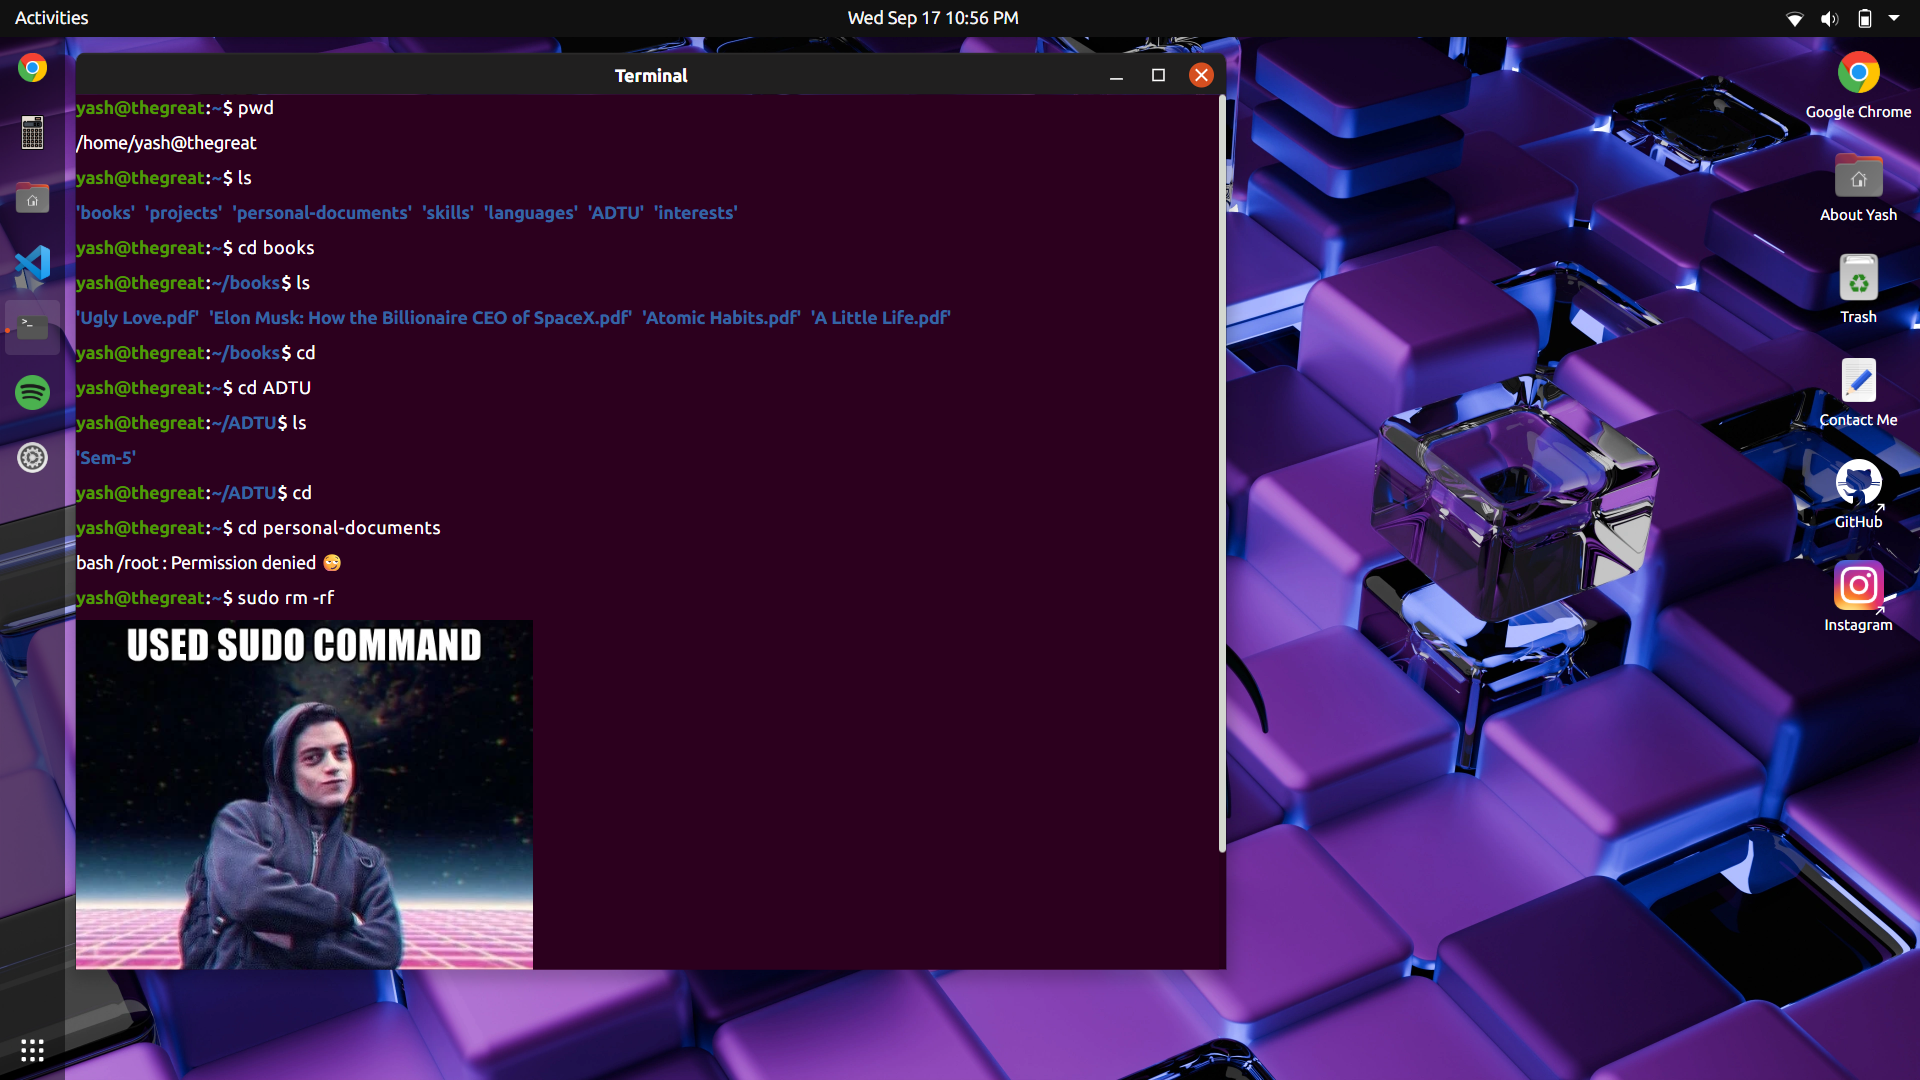 Activities
Wed Sep 17 10:56 PM
Terminal
yash@thegreat:~$ pwd
/home/yash@thegreat
yash@thegreat:~$ ls
'books' 'projects' 'personal-documents' 'skills' 'languages' 'ADTU' 'interests'
yash@thegreat:~$ cd books
yash@thegreat:~/books$ ls
'Ugly Love.pdf' 'Elon Musk: How the Billionaire CEO of SpaceX.pdf' 'Atomic Habits.pdf' 'A Little Life.pdf'
yash@thegreat:~/books$ cd
yash@thegreat:~$ cd ADTU
yash@thegreat:~/ADTU$ ls
'Sem-5'
yash@thegreat:~/ADTU$ cd
yash@thegreat:~$ cd personal-documents
bash /root : Permission denied 😏
yash@thegreat:~$ sudo rm -rf
USED SUDO COMMAND
Google Chrome
About Yash
Trash
Contact Me
GitHub
Instagram